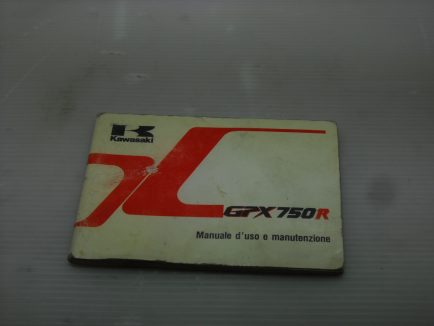 Kawasaki
GPX750R
Manuale d'uso e manutenzione